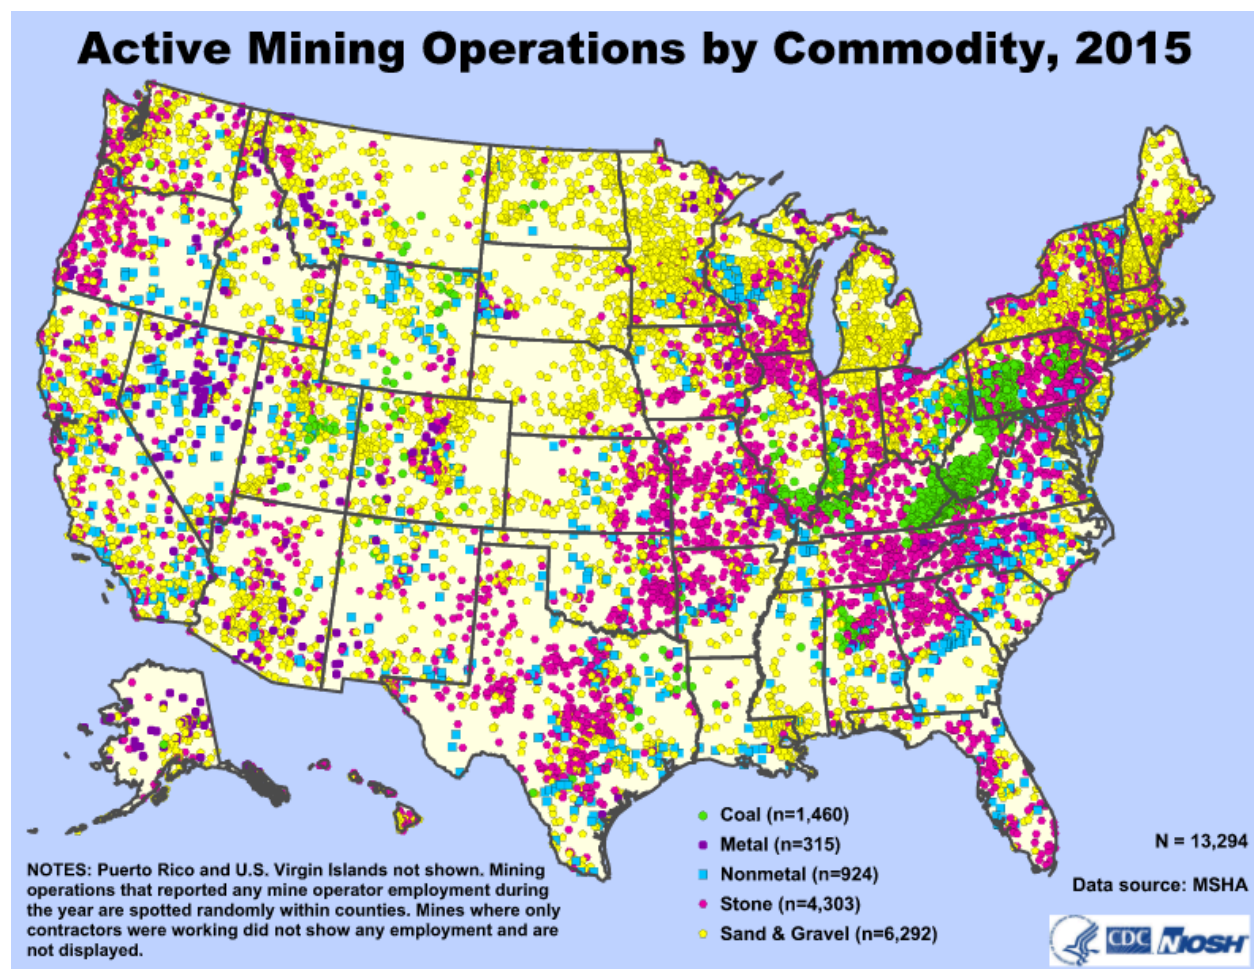 Active Mining Operations by Commodity, 2015
Coal (n=1,460)
Metal (n=315)
Nonmetal (n=924)
Stone (n=4,303)
Sand & Gravel (n=6,292)
N = 13,294
Data source: MSHA
NOTES: Puerto Rico and U.S. Virgin Islands not shown. Mining
operations that reported any mine operator employment during
the year are spotted randomly within counties. Mines where only
contractors were working did not show any employment and are
not displayed.
CDC NIOSH